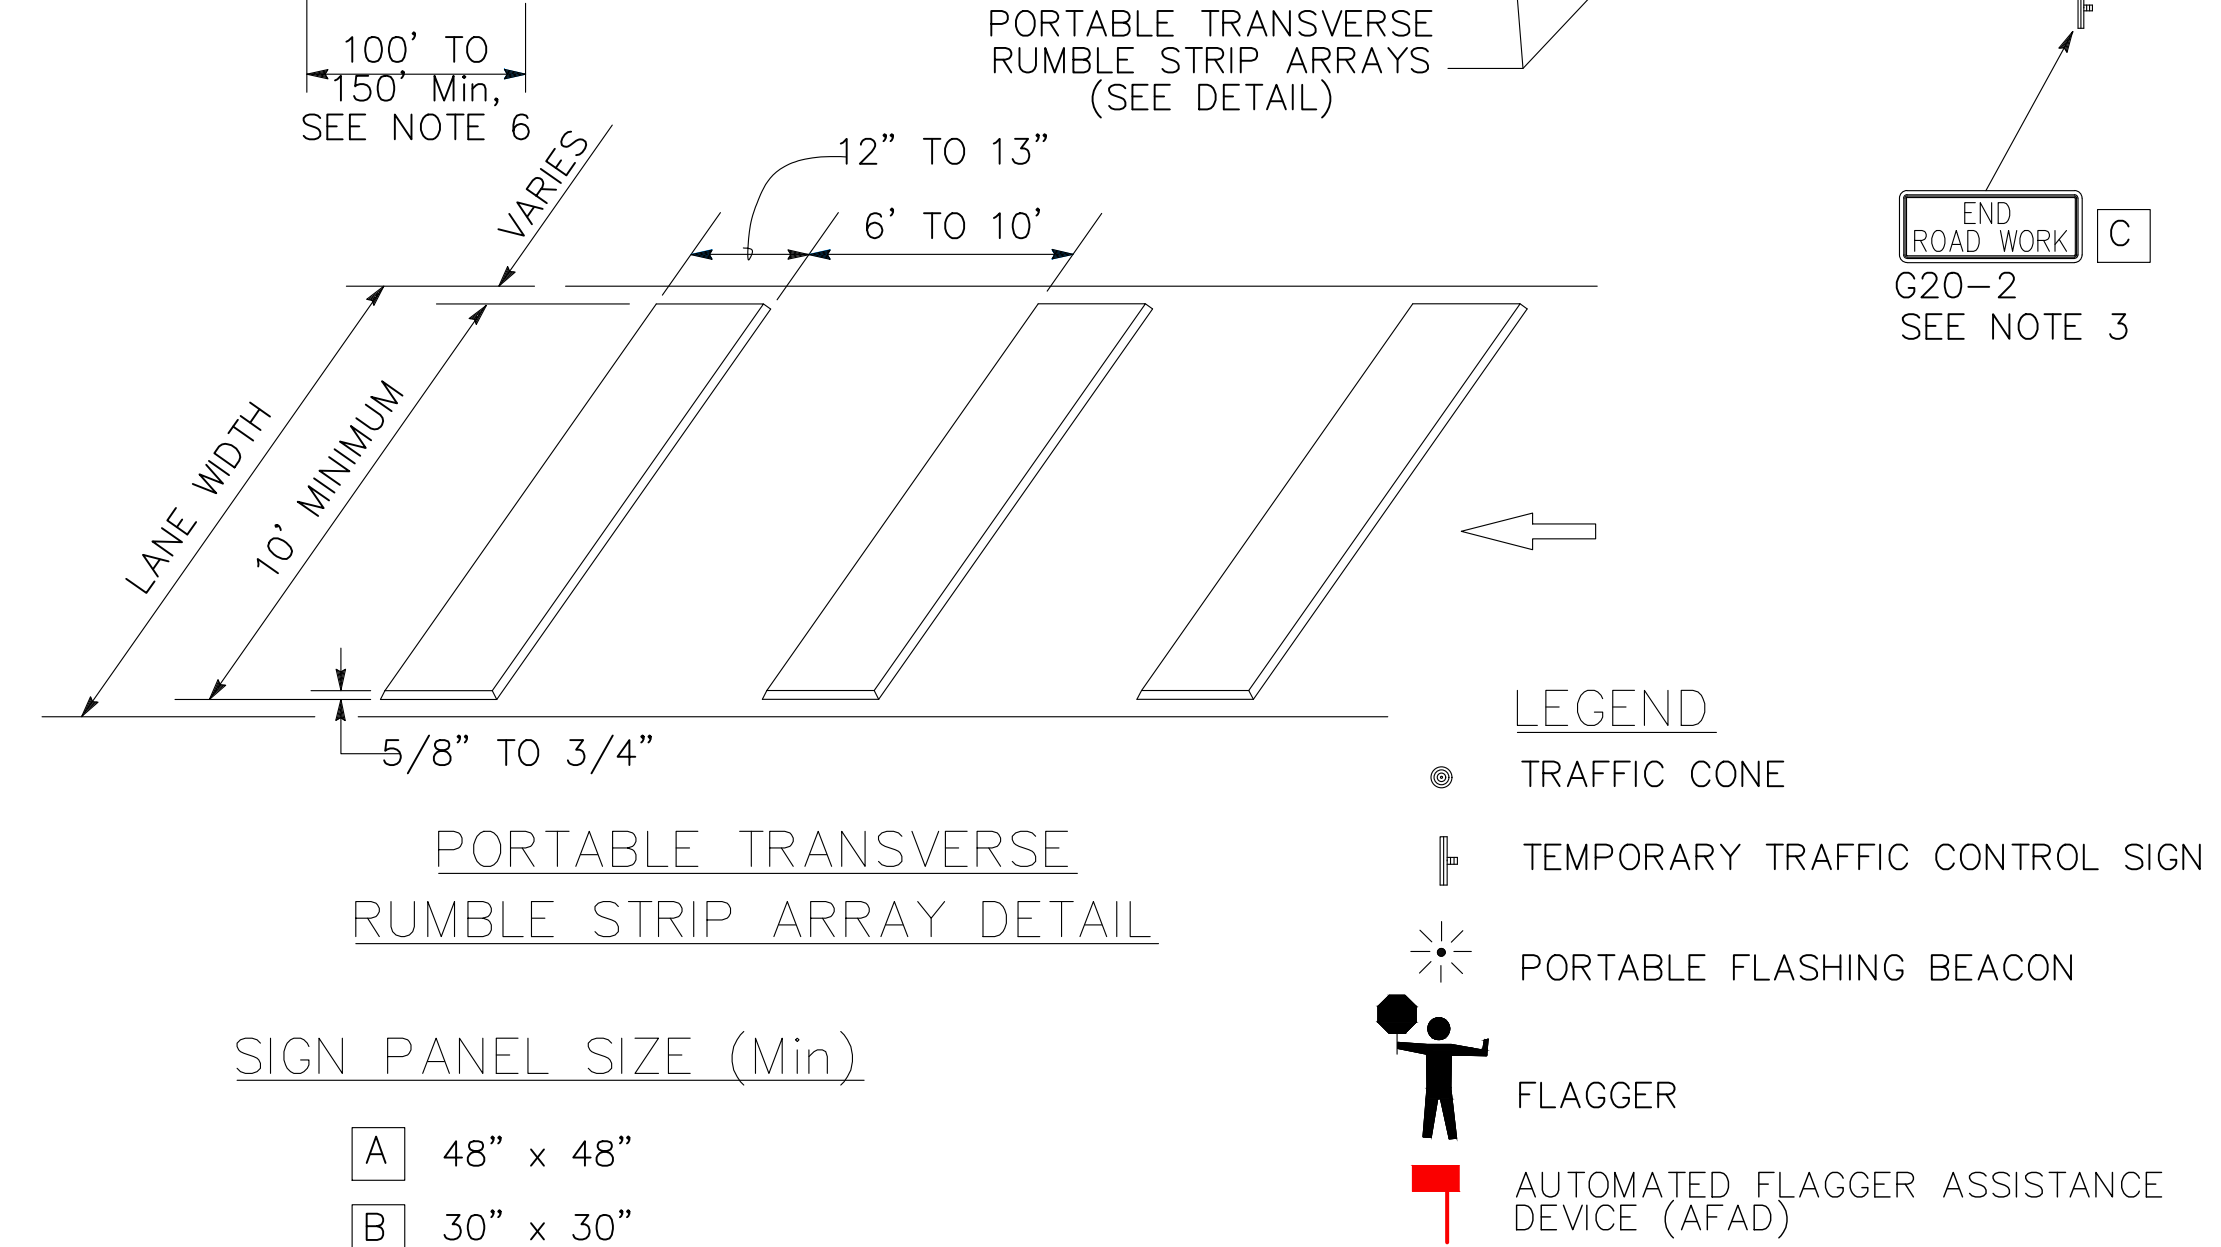 100' TO
150' Min,
SEE NOTE 6
PORTABLE TRANSVERSE
RUMBLE STRIP ARRAYS
(SEE DETAIL)
VARIES
12" TO 13"
6' TO 10'
END
ROAD WORK
C
G20-2
SEE NOTE 3
LANE WIDTH
10' MINIMUM
5/8" TO 3/4"
PORTABLE TRANSVERSE
RUMBLE STRIP ARRAY DETAIL
SIGN PANEL SIZE (Min)
A 48" x 48"
B 30" x 30"
LEGEND
TRAFFIC CONE
TEMPORARY TRAFFIC CONTROL SIGN
PORTABLE FLASHING BEACON
FLAGGER
AUTOMATED FLAGGER ASSISTANCE
DEVICE (AFAD)